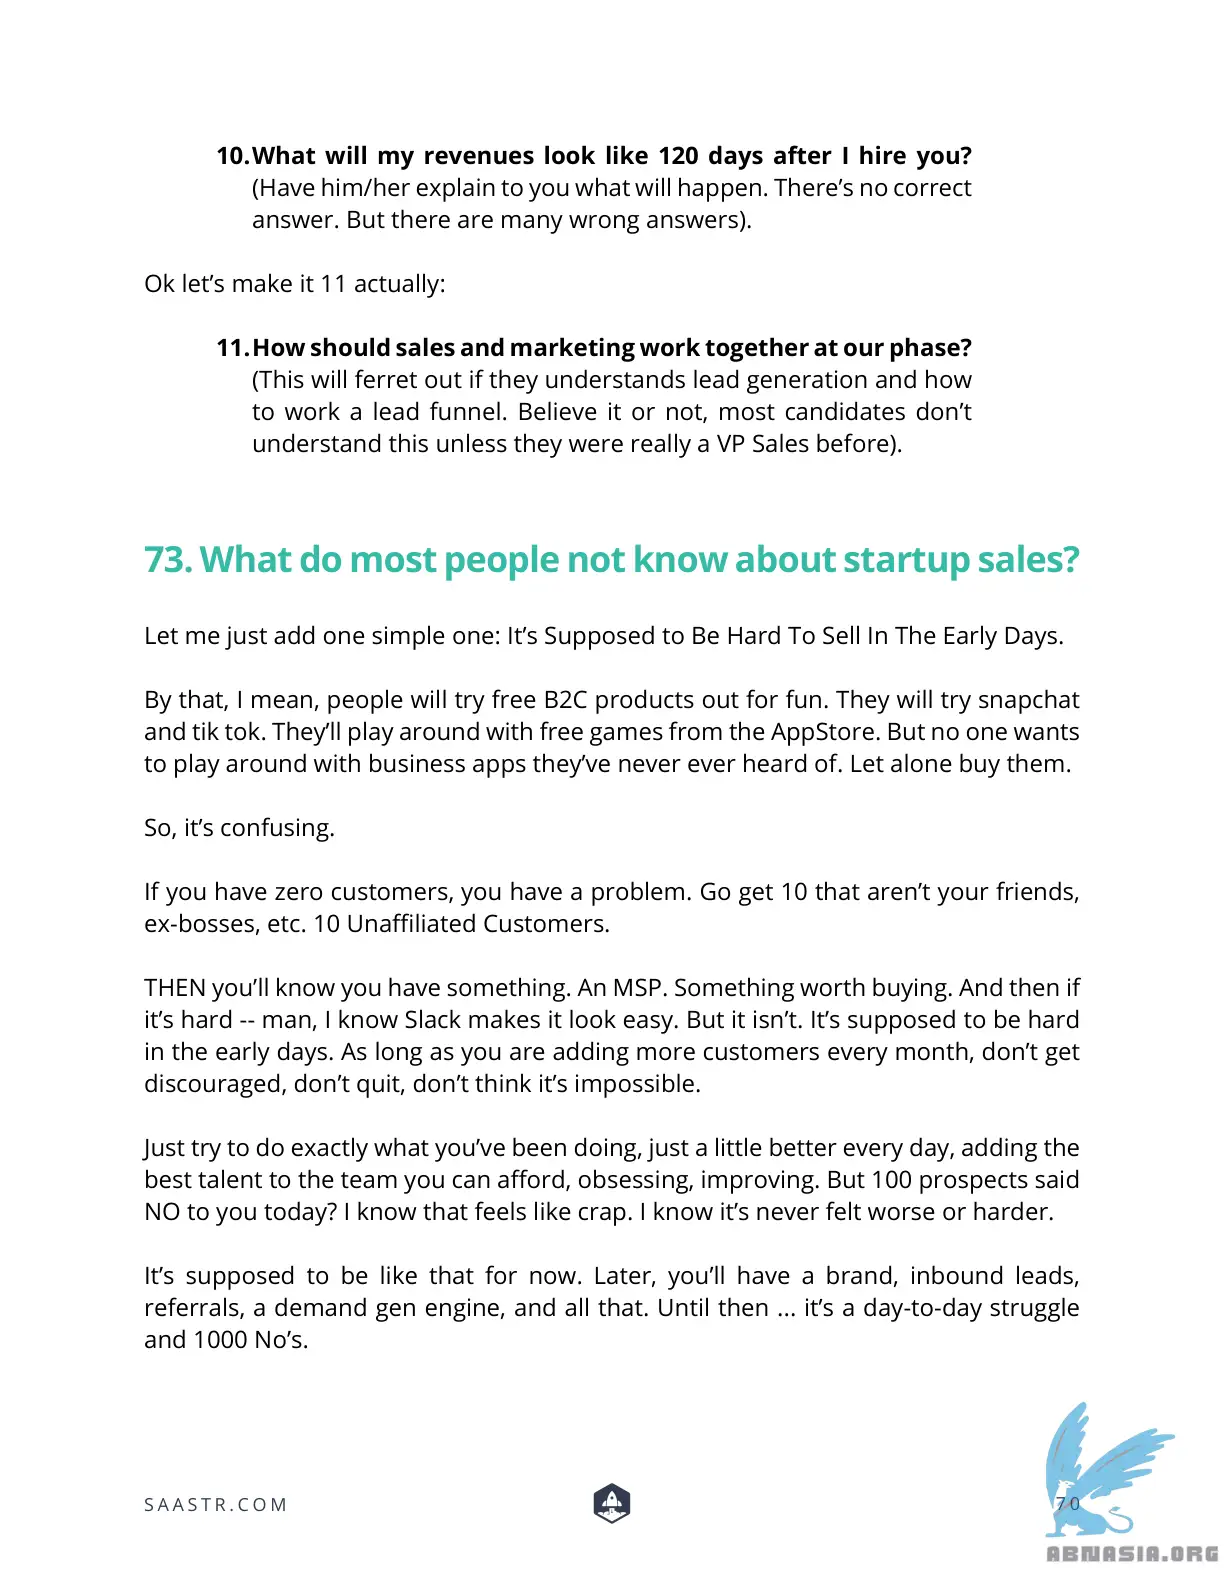 10. What will my revenues look like 120 days after I hire you?
(Have him/her explain to you what will happen. There’s no correct
answer. But there are many wrong answers).
Ok let’s make it 11 actually:
11. How should sales and marketing work together at our phase?
(This will ferret out if they understands lead generation and how
to work a lead funnel. Believe it or not, most candidates don’t
understand this unless they were really a VP Sales before).
73. What do most people not know about startup sales?
Let me just add one simple one: It’s Supposed to Be Hard To Sell In The Early Days.
By that, I mean, people will try free B2C products out for fun. They will try snapchat
and tik tok. They’ll play around with free games from the AppStore. But no one wants
to play around with business apps they’ve never ever heard of. Let alone buy them.
So, it’s confusing.
If you have zero customers, you have a problem. Go get 10 that aren’t your friends,
ex-bosses, etc. 10 Unaffiliated Customers.
THEN you’ll know you have something. An MSP. Something worth buying. And then if
it’s hard -- man, I know Slack makes it look easy. But it isn’t. It’s supposed to be hard
in the early days. As long as you are adding more customers every month, don’t get
discouraged, don’t quit, don’t think it’s impossible.
Just try to do exactly what you’ve been doing, just a little better every day, adding the
best talent to the team you can afford, obsessing, improving. But 100 prospects said
NO to you today? I know that feels like crap. I know it’s never felt worse or harder.
It’s supposed to be like that for now. Later, you’ll have a brand, inbound leads,
referrals, a demand gen engine, and all that. Until then ... it’s a day-to-day struggle
and 1000 No’s.
SAASTR.COM
70
ABNASIA.ORG